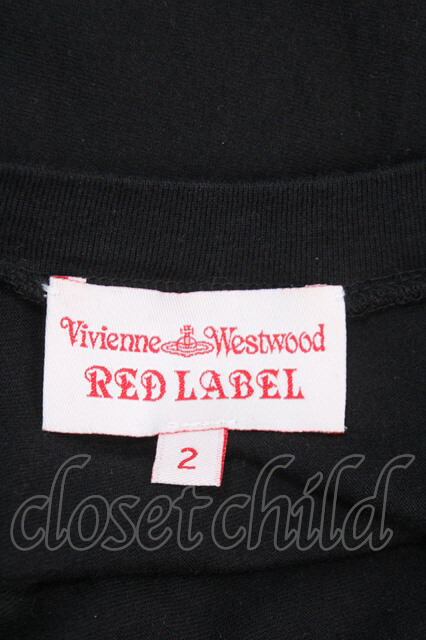 Vivienne Westwood
RED LABEL
2
closetchild